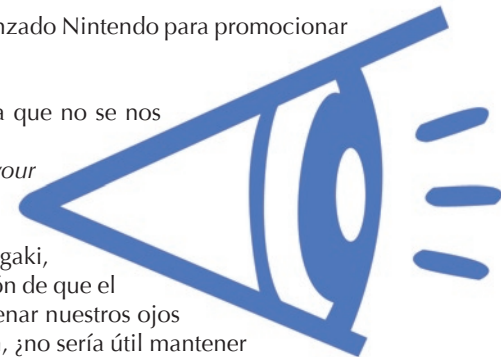 nzado Nintendo para promocionar
a que no se nos
your
gaki,
ón de que el
enar nuestros ojos
, ¿no sería útil mantener